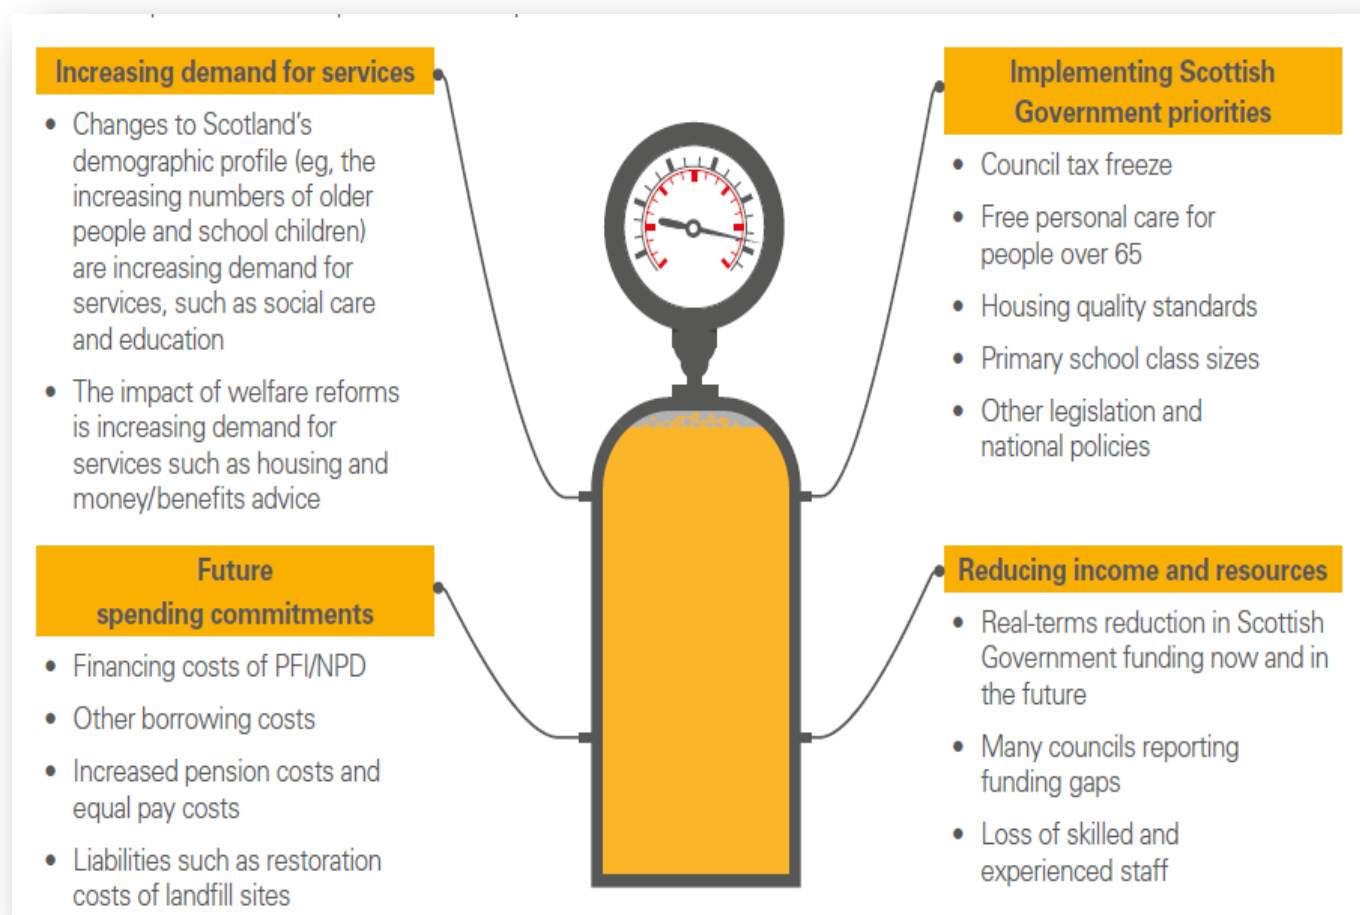 Increasing demand for services
• Changes to Scotland's
demographic profile (eg, the
increasing numbers of older
people and school children)
are increasing demand for
services, such as social care
and education
• The impact of welfare reforms
is increasing demand for
services such as housing and
money/benefits advice
Future
spending commitments
• Financing costs of PFI/NPD
• Other borrowing costs
• Increased pension costs and
equal pay costs
• Liabilities such as restoration
costs of landfill sites
Implementing Scottish
Government priorities
• Council tax freeze
• Free personal care for
people over 65
• Housing quality standards
• Primary school class sizes
• Other legislation and
national policies
Reducing income and resources
• Real-terms reduction in Scottish
Government funding now and in
the future
• Many councils reporting
funding gaps
• Loss of skilled and
experienced staff